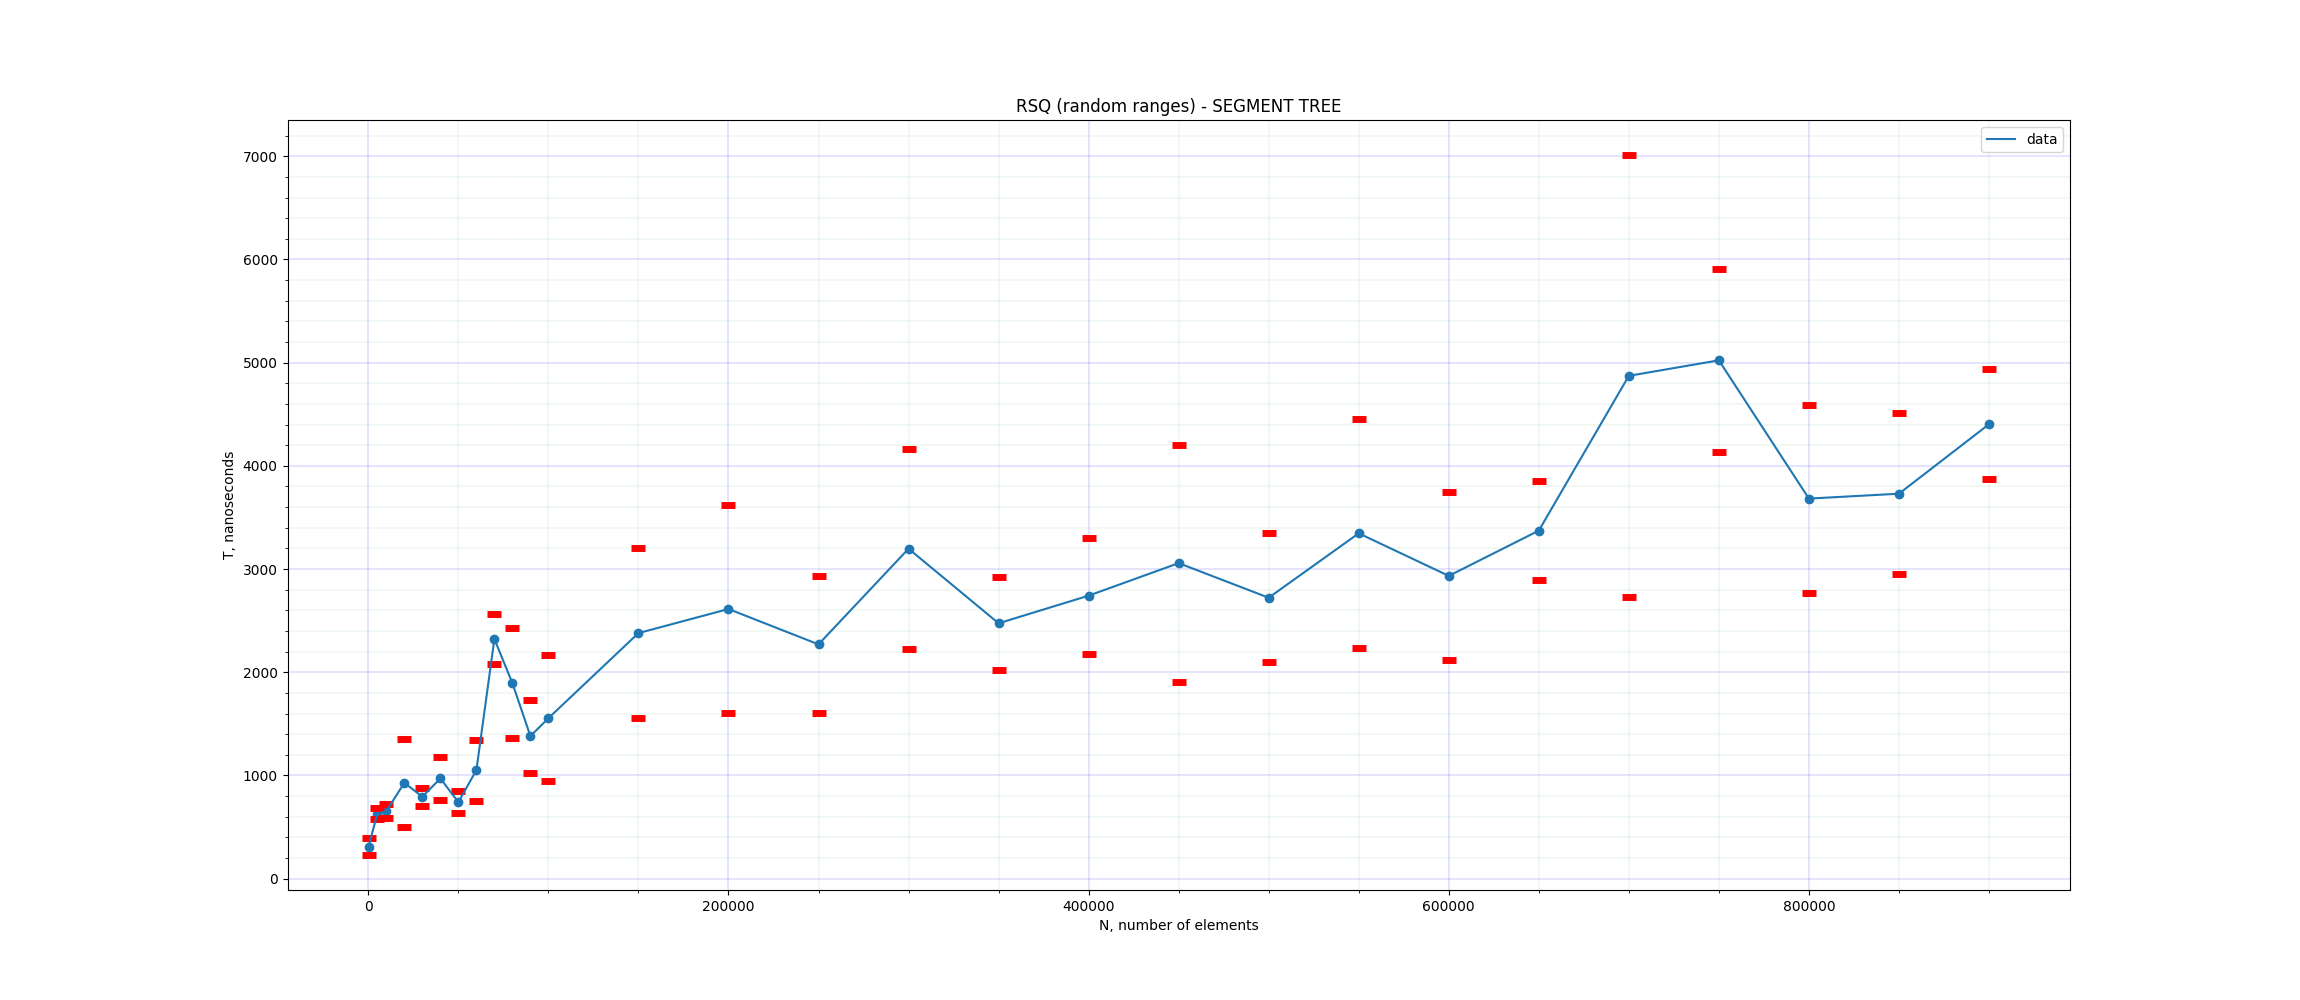 RSQ (random ranges) - SEGMENT TREE
data
7000
6000
5000
4000
3000
2000
1000
0
T, nanoseconds
0 200000 400000 600000 800000
N, number of elements